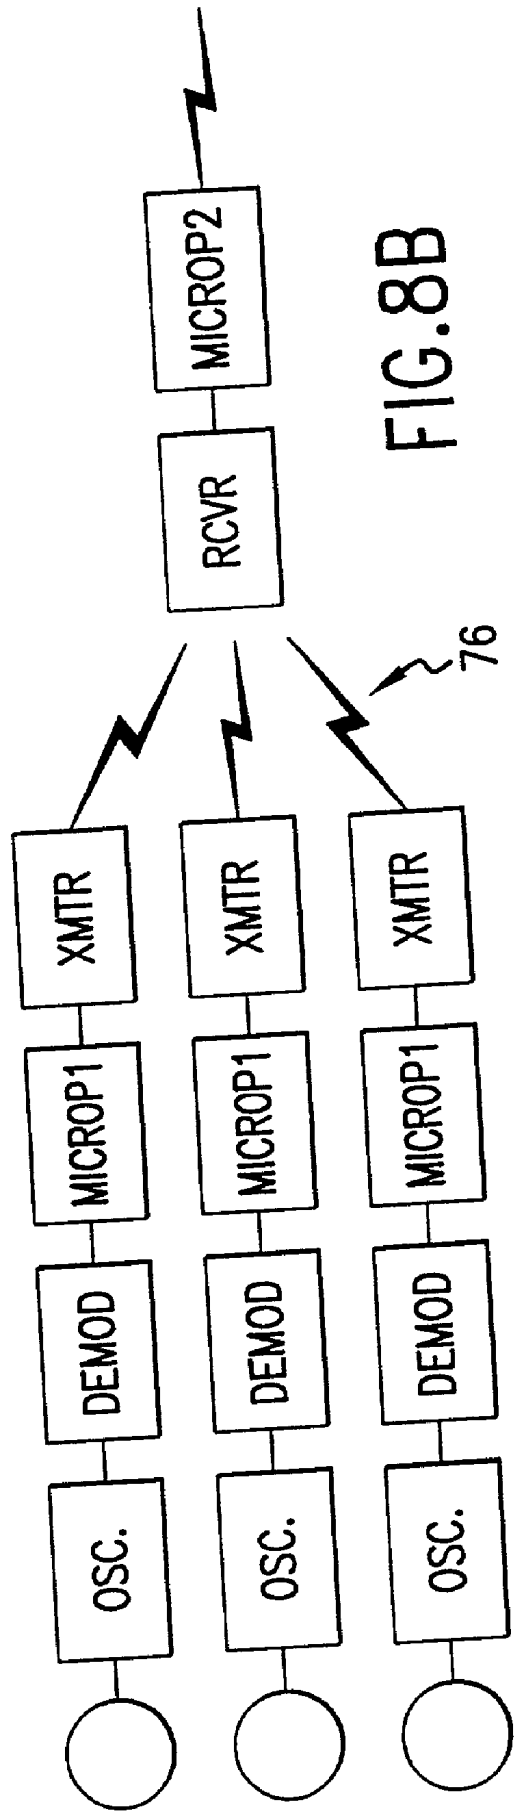 OSC.
DEMOD
MICROP1
XMTR
OSC.
DEMOD
MICROP1
XMTR
OSC.
DEMOD
MICROP1
XMTR
76
RCVR
MICROP2
FIG.8B